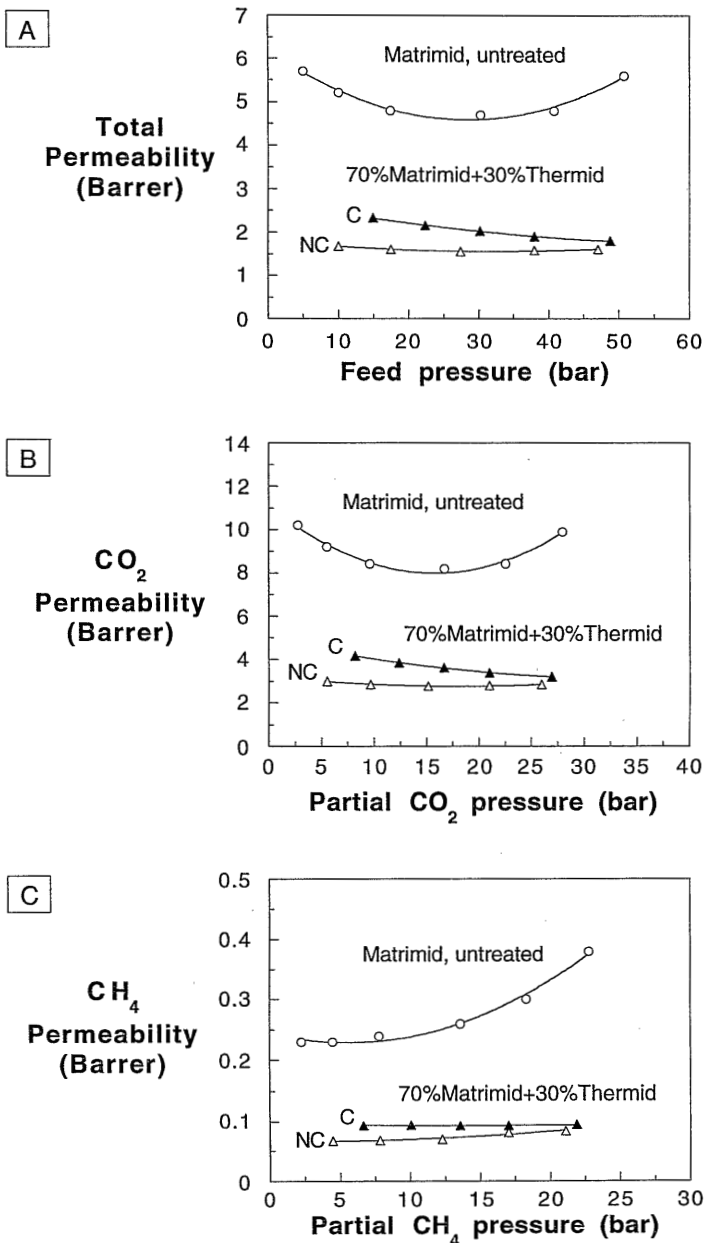 A
7
6
5
4
3
2
1
0
Total
Permeability
(Barrer)
Matrimid, untreated
70%Matrimid+30%Thermid
C
NC
0 10 20 30 40 50 60
Feed pressure (bar)
B
14
12
10
8
6
4
2
0
CO2
Permeability
(Barrer)
Matrimid, untreated
70%Matrimid+30%Thermid
C
NC
0 5 10 15 20 25 30 35 40
Partial CO2 pressure (bar)
C
0.5
0.4
0.3
0.2
0.1
0
CH4
Permeability
(Barrer)
Matrimid, untreated
70%Matrimid+30%Thermid
C
NC
0 5 10 15 20 25 30
Partial CH4 pressure (bar)